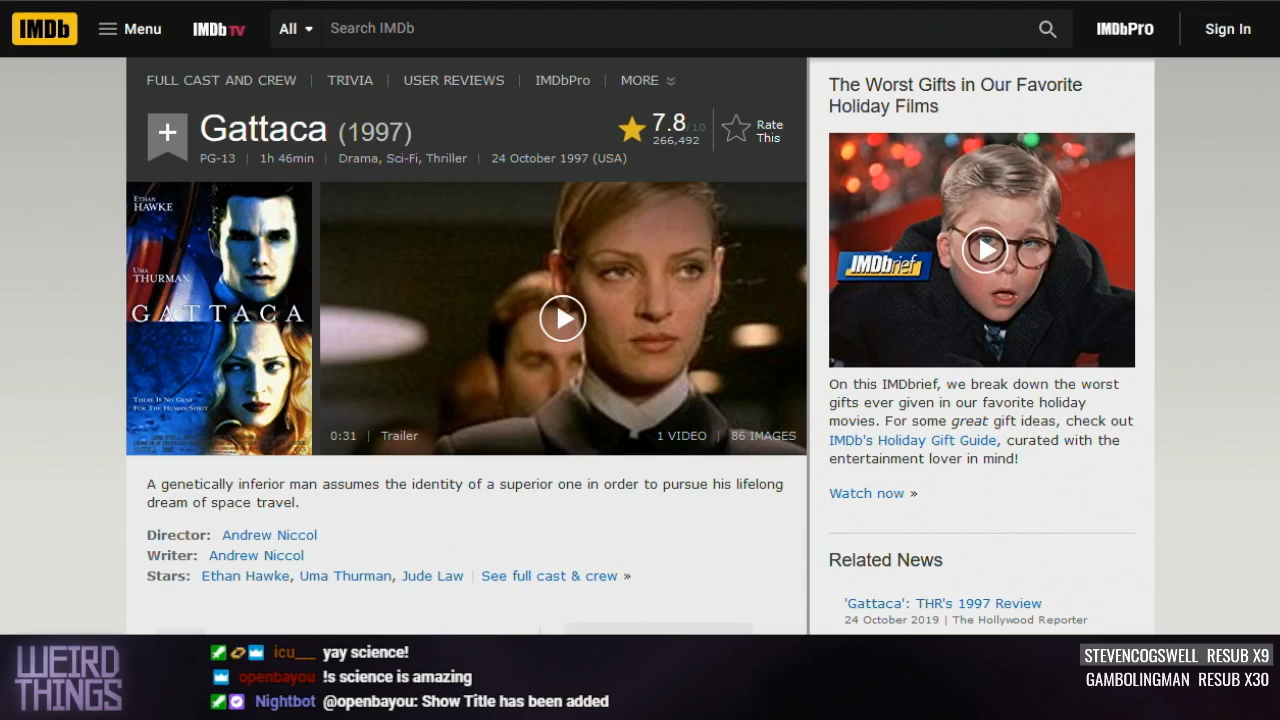 IMDb
Menu
IMDb TV
All
Search IMDb
IMDbPro
Sign In
FULL CAST AND CREW
TRIVIA
USER REVIEWS
IMDbPro
MORE
+
Gattaca (1997)
PG-13 | 1h 46min | Drama, Sci-Fi, Thriller | 24 October 1997 (USA)
7.8/10
266,492
Rate
This
ETHAN
HAWKE
UMA
THURMAN
GATTACA
THERE IS NO GENE
FOR THE HUMAN SPIRIT
0:31 | Trailer
1 VIDEO | 86 IMAGES
A genetically inferior man assumes the identity of a superior one in order to pursue his lifelong
dream of space travel.
Director: Andrew Niccol
Writer: Andrew Niccol
Stars: Ethan Hawke, Uma Thurman, Jude Law | See full cast & crew »
The Worst Gifts in Our Favorite
Holiday Films
IMDbrief
On this IMDbrief, we break down the worst
gifts ever given in our favorite holiday
movies. For some great gift ideas, check out
IMDb's Holiday Gift Guide, curated with the
entertainment lover in mind!
Watch now »
Related News
'Gattaca': THR's 1997 Review
24 October 2019 | The Hollywood Reporter
WEIRD
THINGS
icu___ yay science!
openbayou !s science is amazing
Nightbot @openbayou: Show Title has been added
STEVENCOGSWELL RESUB X9
GAMBOLINGMAN RESUB X30